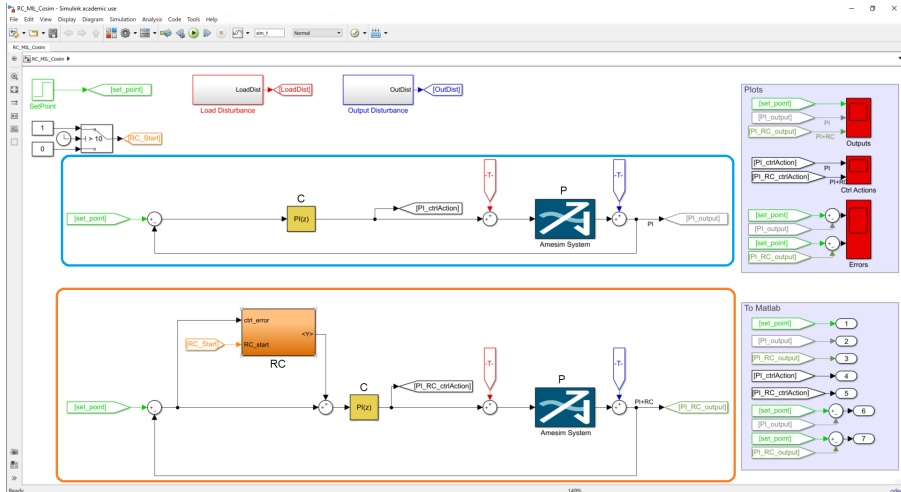 RC_MIL_Cosim - Simulink academic use
File Edit View Display Diagram Simulation Analysis Code Tools Help
sim_t
Normal
RC_MIL_Cosim
RC_MIL_Cosim
SetPoint
[set_point]
LoadDist
[LoadDist]
Load Disturbance
OutDist
[OutDist]
Output Disturbance
1
> 10
0
[RC_Start]
C
P
[set_point]
PI(z)
[PI_ctrlAction]
-T-
-T-
Amesim System
PI
[PI_output]
ctrl_error
RC_start
<Y>
[RC_Start]
RC
C
P
[set_point]
PI(z)
[PI_RC_ctrlAction]
-T-
-T-
Amesim System
PI+RC
[PI_RC_output]
Plots
[set_point]
[PI_output]
PI
[PI_RC_output]
PI+RC
Outputs
[PI_ctrlAction]
PI
[PI_RC_ctrlAction]
Ctrl Actions
[set_point]
[PI_output]
[set_point]
[PI_RC_output]
Errors
To Matlab
[set_point]
1
[PI_output]
2
[PI_RC_output]
3
[PI_ctrlAction]
4
[PI_RC_ctrlAction]
5
[set_point]
6
[PI_output]
[set_point]
7
[PI_RC_output]
Ready
149%